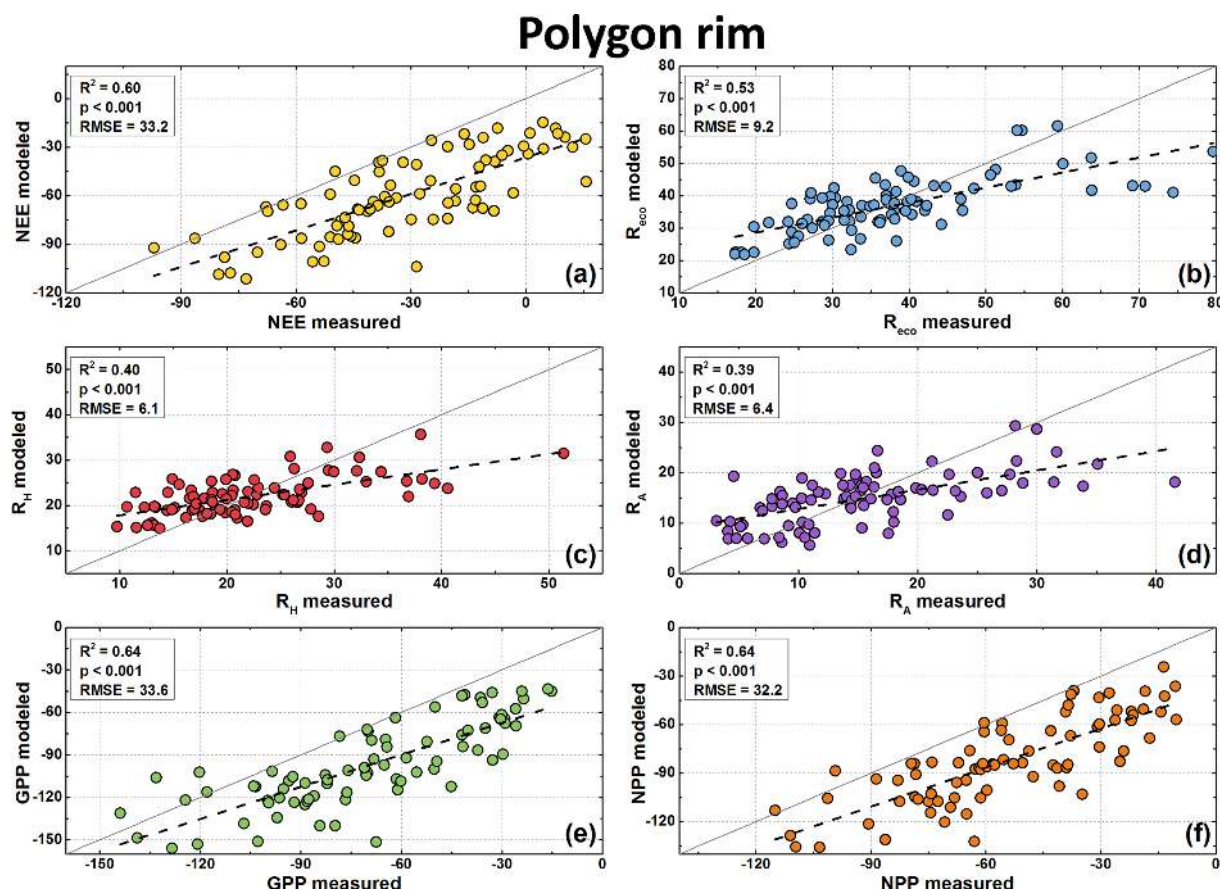 Polygon rim
R² = 0.60
p < 0.001
RMSE = 33.2
NEE modeled
0
-30
-60
-90
-120
-120 -90 -60 -30 0
NEE measured
(a)
R² = 0.53
p < 0.001
RMSE = 9.2
Reco modeled
80
70
60
50
40
30
20
10
10 20 30 40 50 60 70 80
Reco measured
(b)
R² = 0.40
p < 0.001
RMSE = 6.1
RH modeled
50
40
30
20
10
10 20 30 40 50
RH measured
(c)
R² = 0.39
p < 0.001
RMSE = 6.4
RA modeled
40
30
20
10
0
0 10 20 30 40
RA measured
(d)
R² = 0.64
p < 0.001
RMSE = 33.6
GPP modeled
0
-30
-60
-90
-120
-150
-150 -120 -90 -60 -30 0
GPP measured
(e)
R² = 0.64
p < 0.001
RMSE = 32.2
NPP modeled
0
-30
-60
-90
-120
-120 -90 -60 -30 0
NPP measured
(f)